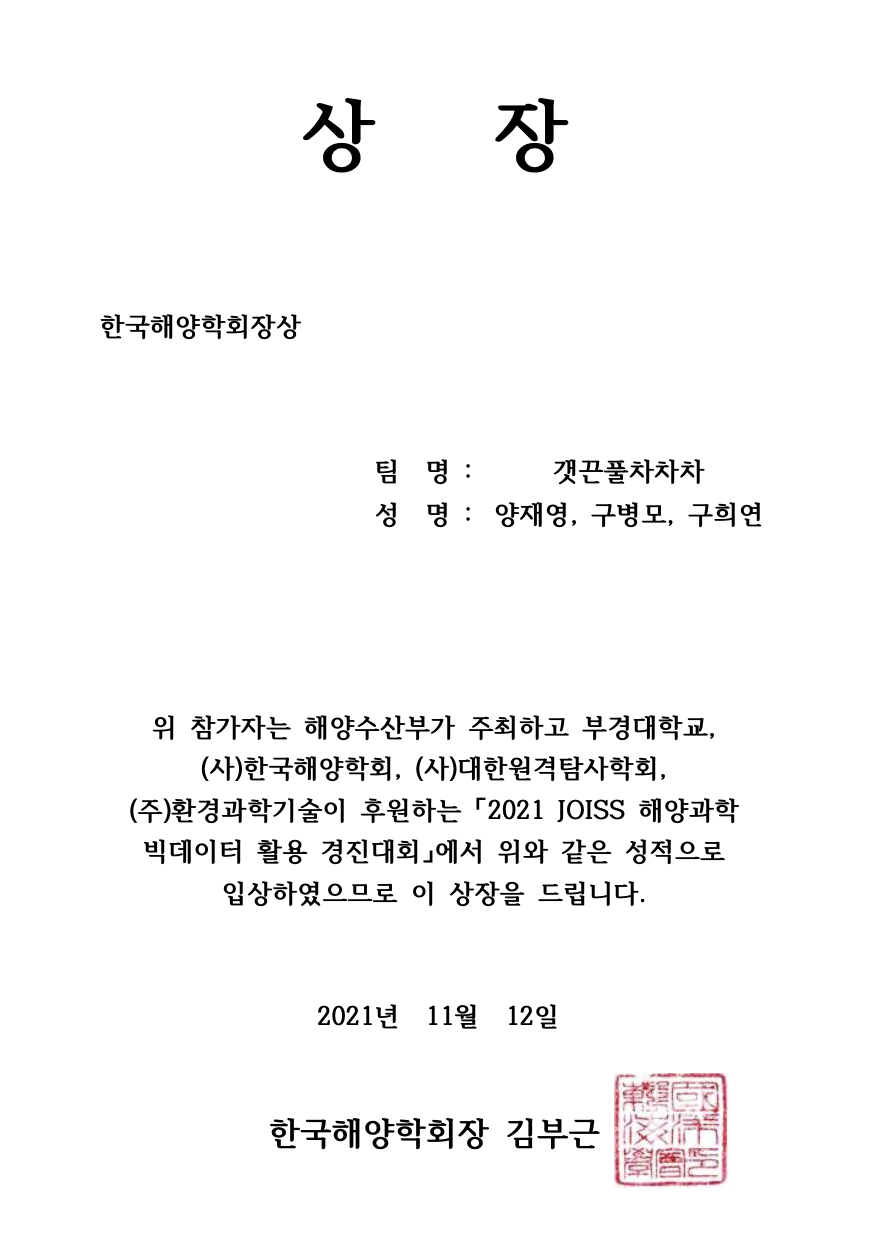 상 장
한국해양학회장상
팀 명 : 갯끈풀차차차
성 명 : 양재영, 구병모, 구희연
위 참가자는 해양수산부가 주최하고 부경대학교,
(사)한국해양학회, (사)대한원격탐사학회,
(주)환경과학기술이 후원하는 「2021 JOISS 해양과학
빅데이터 활용 경진대회」에서 위와 같은 성적으로
입상하였으므로 이 상장을 드립니다.
2021년 11월 12일
한국해양학회장 김부근